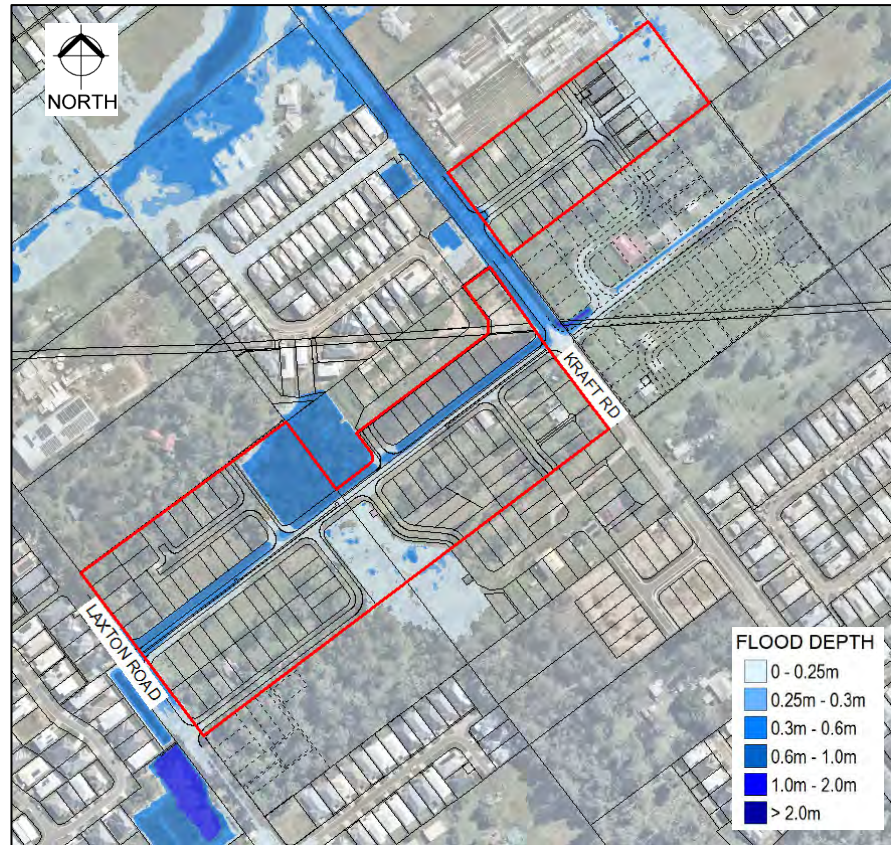 NORTH
KRAFT RD
LAXTON ROAD
FLOOD DEPTH
0 - 0.25m
0.25m - 0.3m
0.3m - 0.6m
0.6m - 1.0m
1.0m - 2.0m
> 2.0m